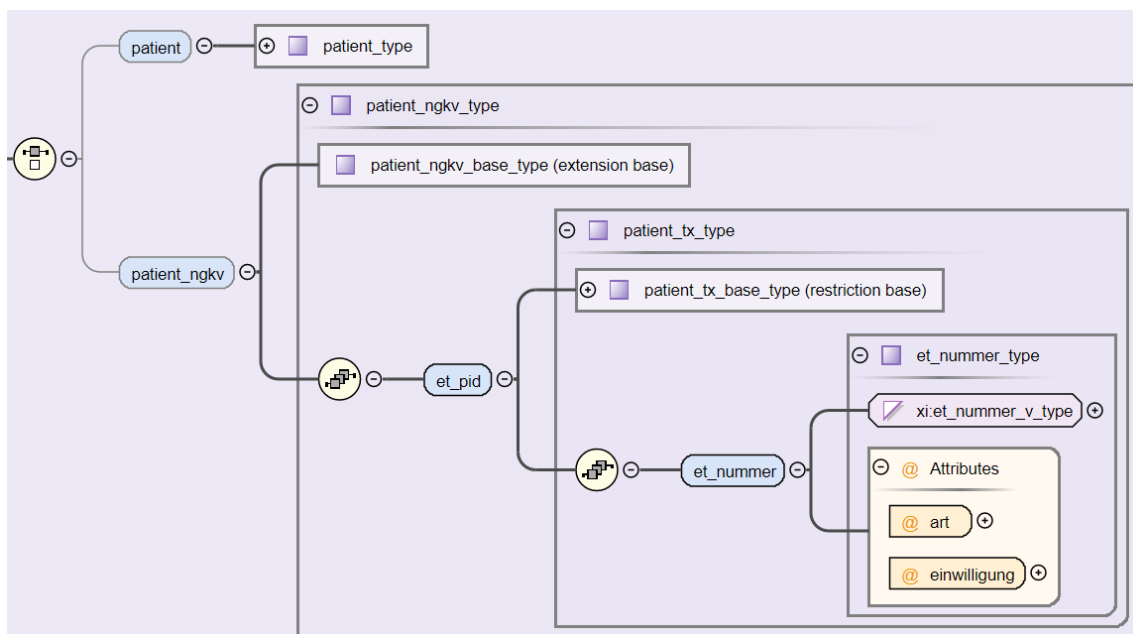 patient
patient_type
patient_ngkv_type
patient_ngkv_base_type (extension base)
patient_tx_type
patient_ngkv
patient_tx_base_type (restriction base)
et_nummer_type
et_pid
xi:et_nummer_v_type
et_nummer
@ Attributes
@ art
@ einwilligung